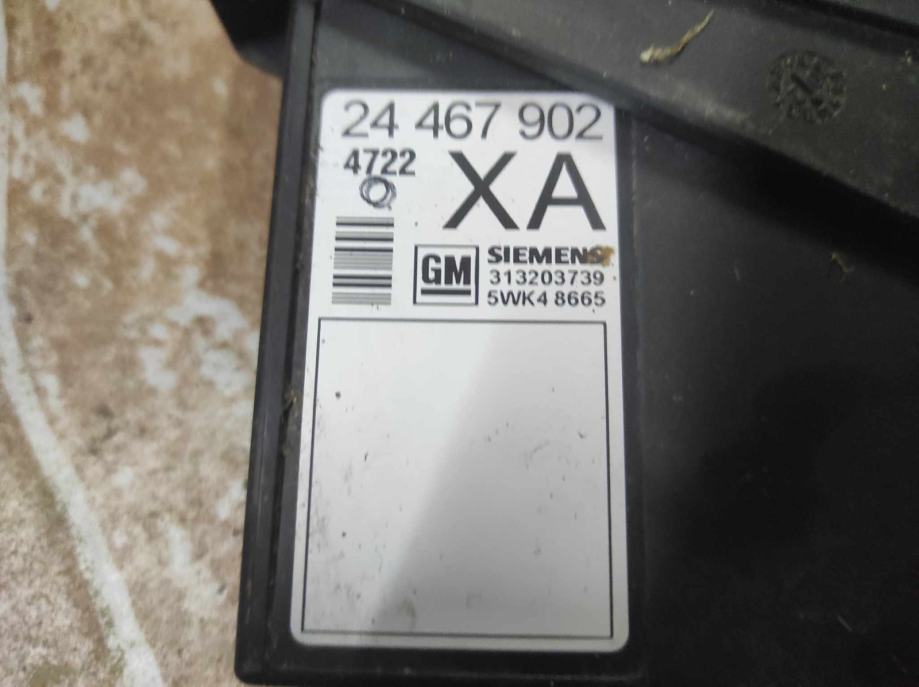 24 467 902
4722
XA
GM
SIEMENS
313203739
5WK4 8665